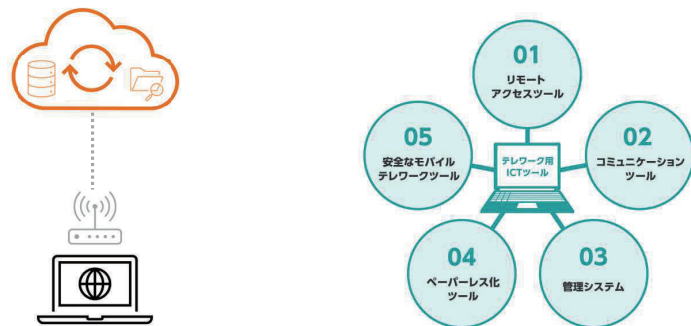 01
リモート
アクセスツール
02
コミュニケーション
ツール
03
管理システム
04
ペーパーレス化
ツール
05
安全なモバイル
テレワークツール
テレワーク用
ICTツール